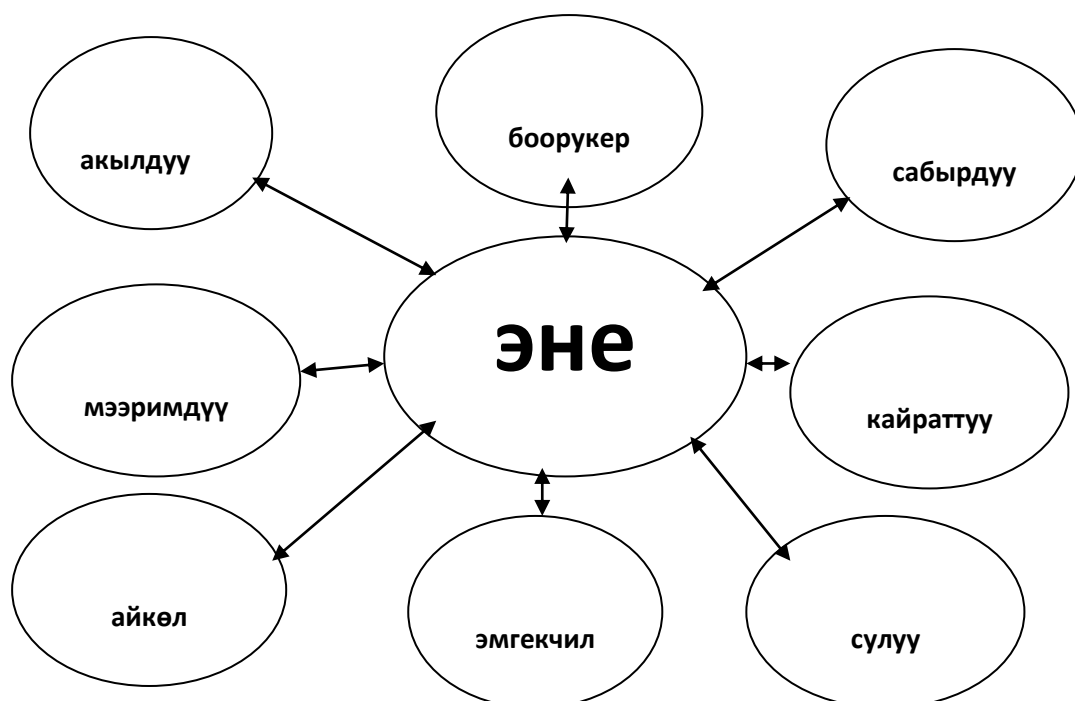 акылдуу
боорукер
сабырдуу
эне
мээримдүү
кайраттуу
айкөл
эмгекчил
сулуу